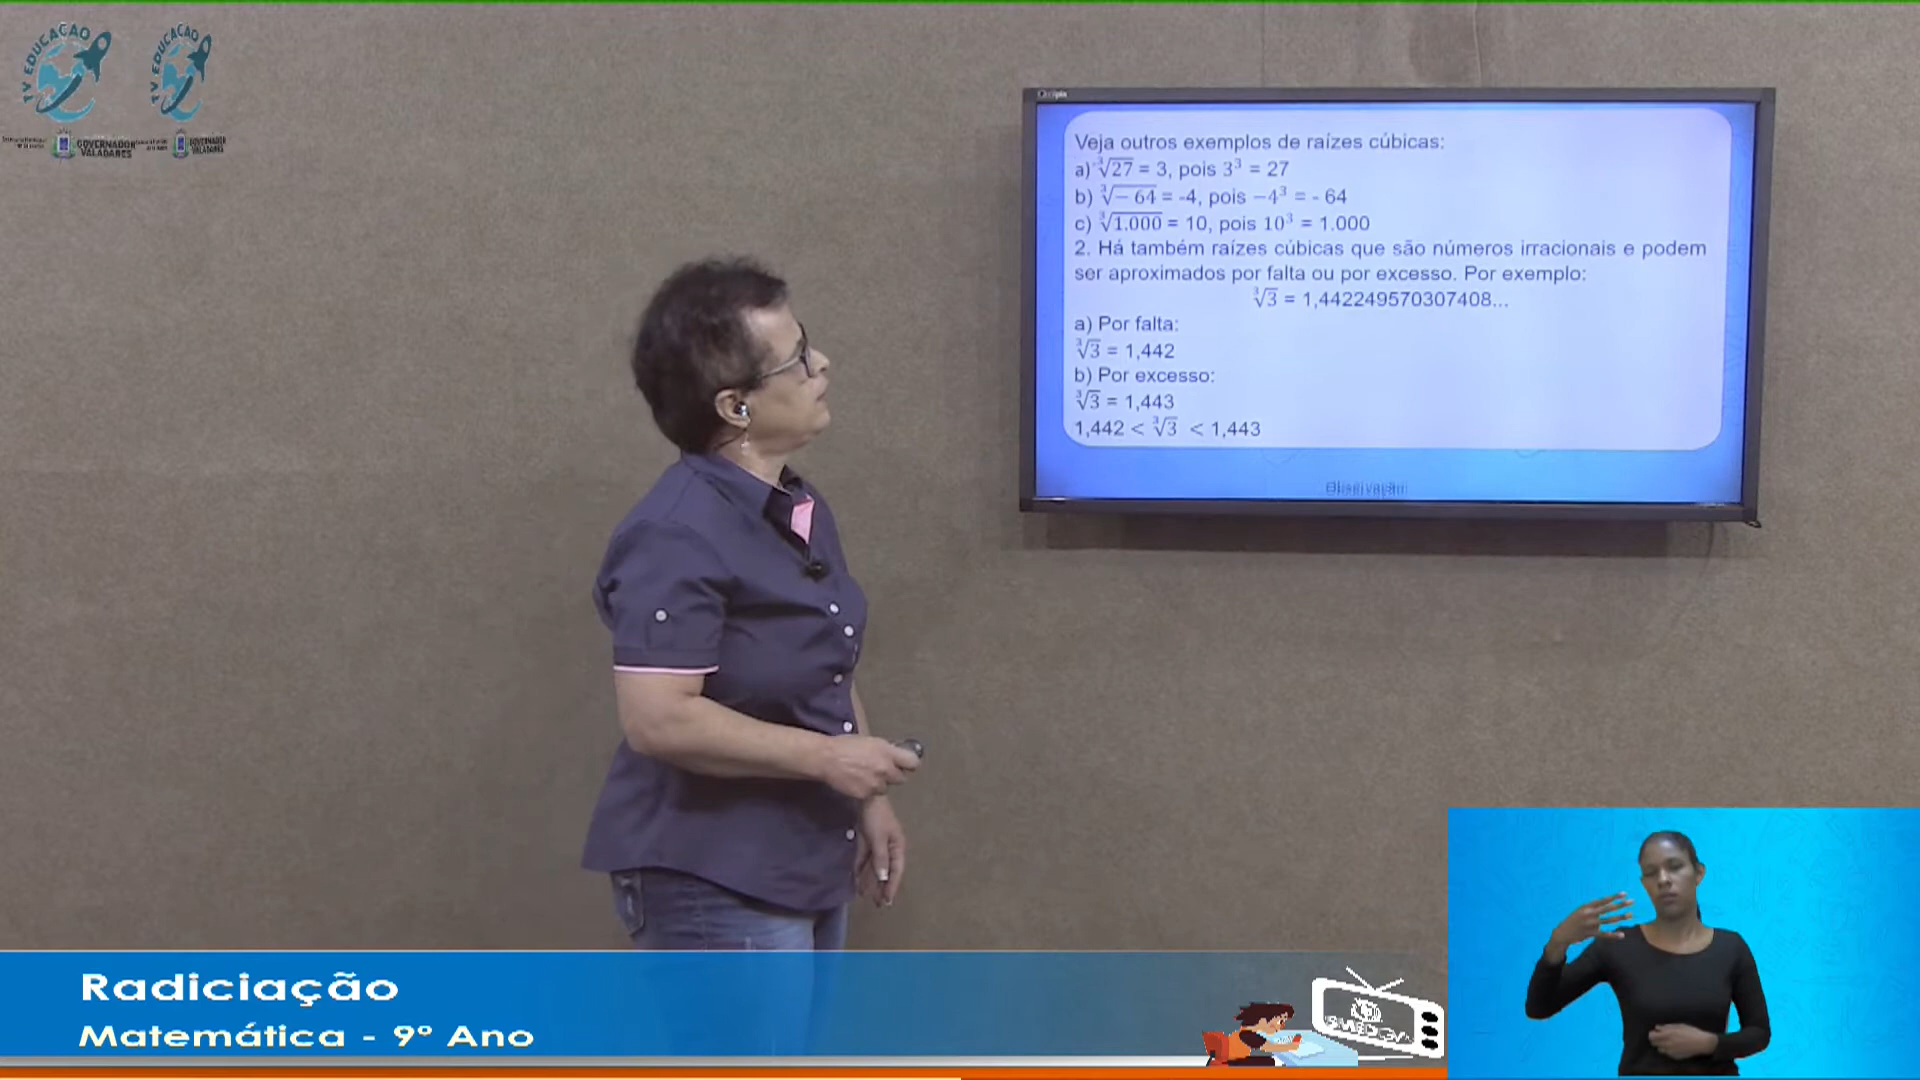 TV EDUCAÇÃO
TV EDUCAÇÃO
GOVERNADOR
VALADARES
GOVERNADOR
VALADARES
Veja outros exemplos de raízes cúbicas:
a) ∛27 = 3, pois 3³ = 27
b) ∛−64 = -4, pois −4³ = - 64
c) ∛1.000 = 10, pois 10³ = 1.000
2. Há também raízes cúbicas que são números irracionais e podem
ser aproximados por falta ou por excesso. Por exemplo:
∛3 = 1,442249570307408...
a) Por falta:
∛3 = 1,442
b) Por excesso:
∛3 = 1,443
1,442 < ∛3 < 1,443
Radiciação
Matemática - 9º Ano